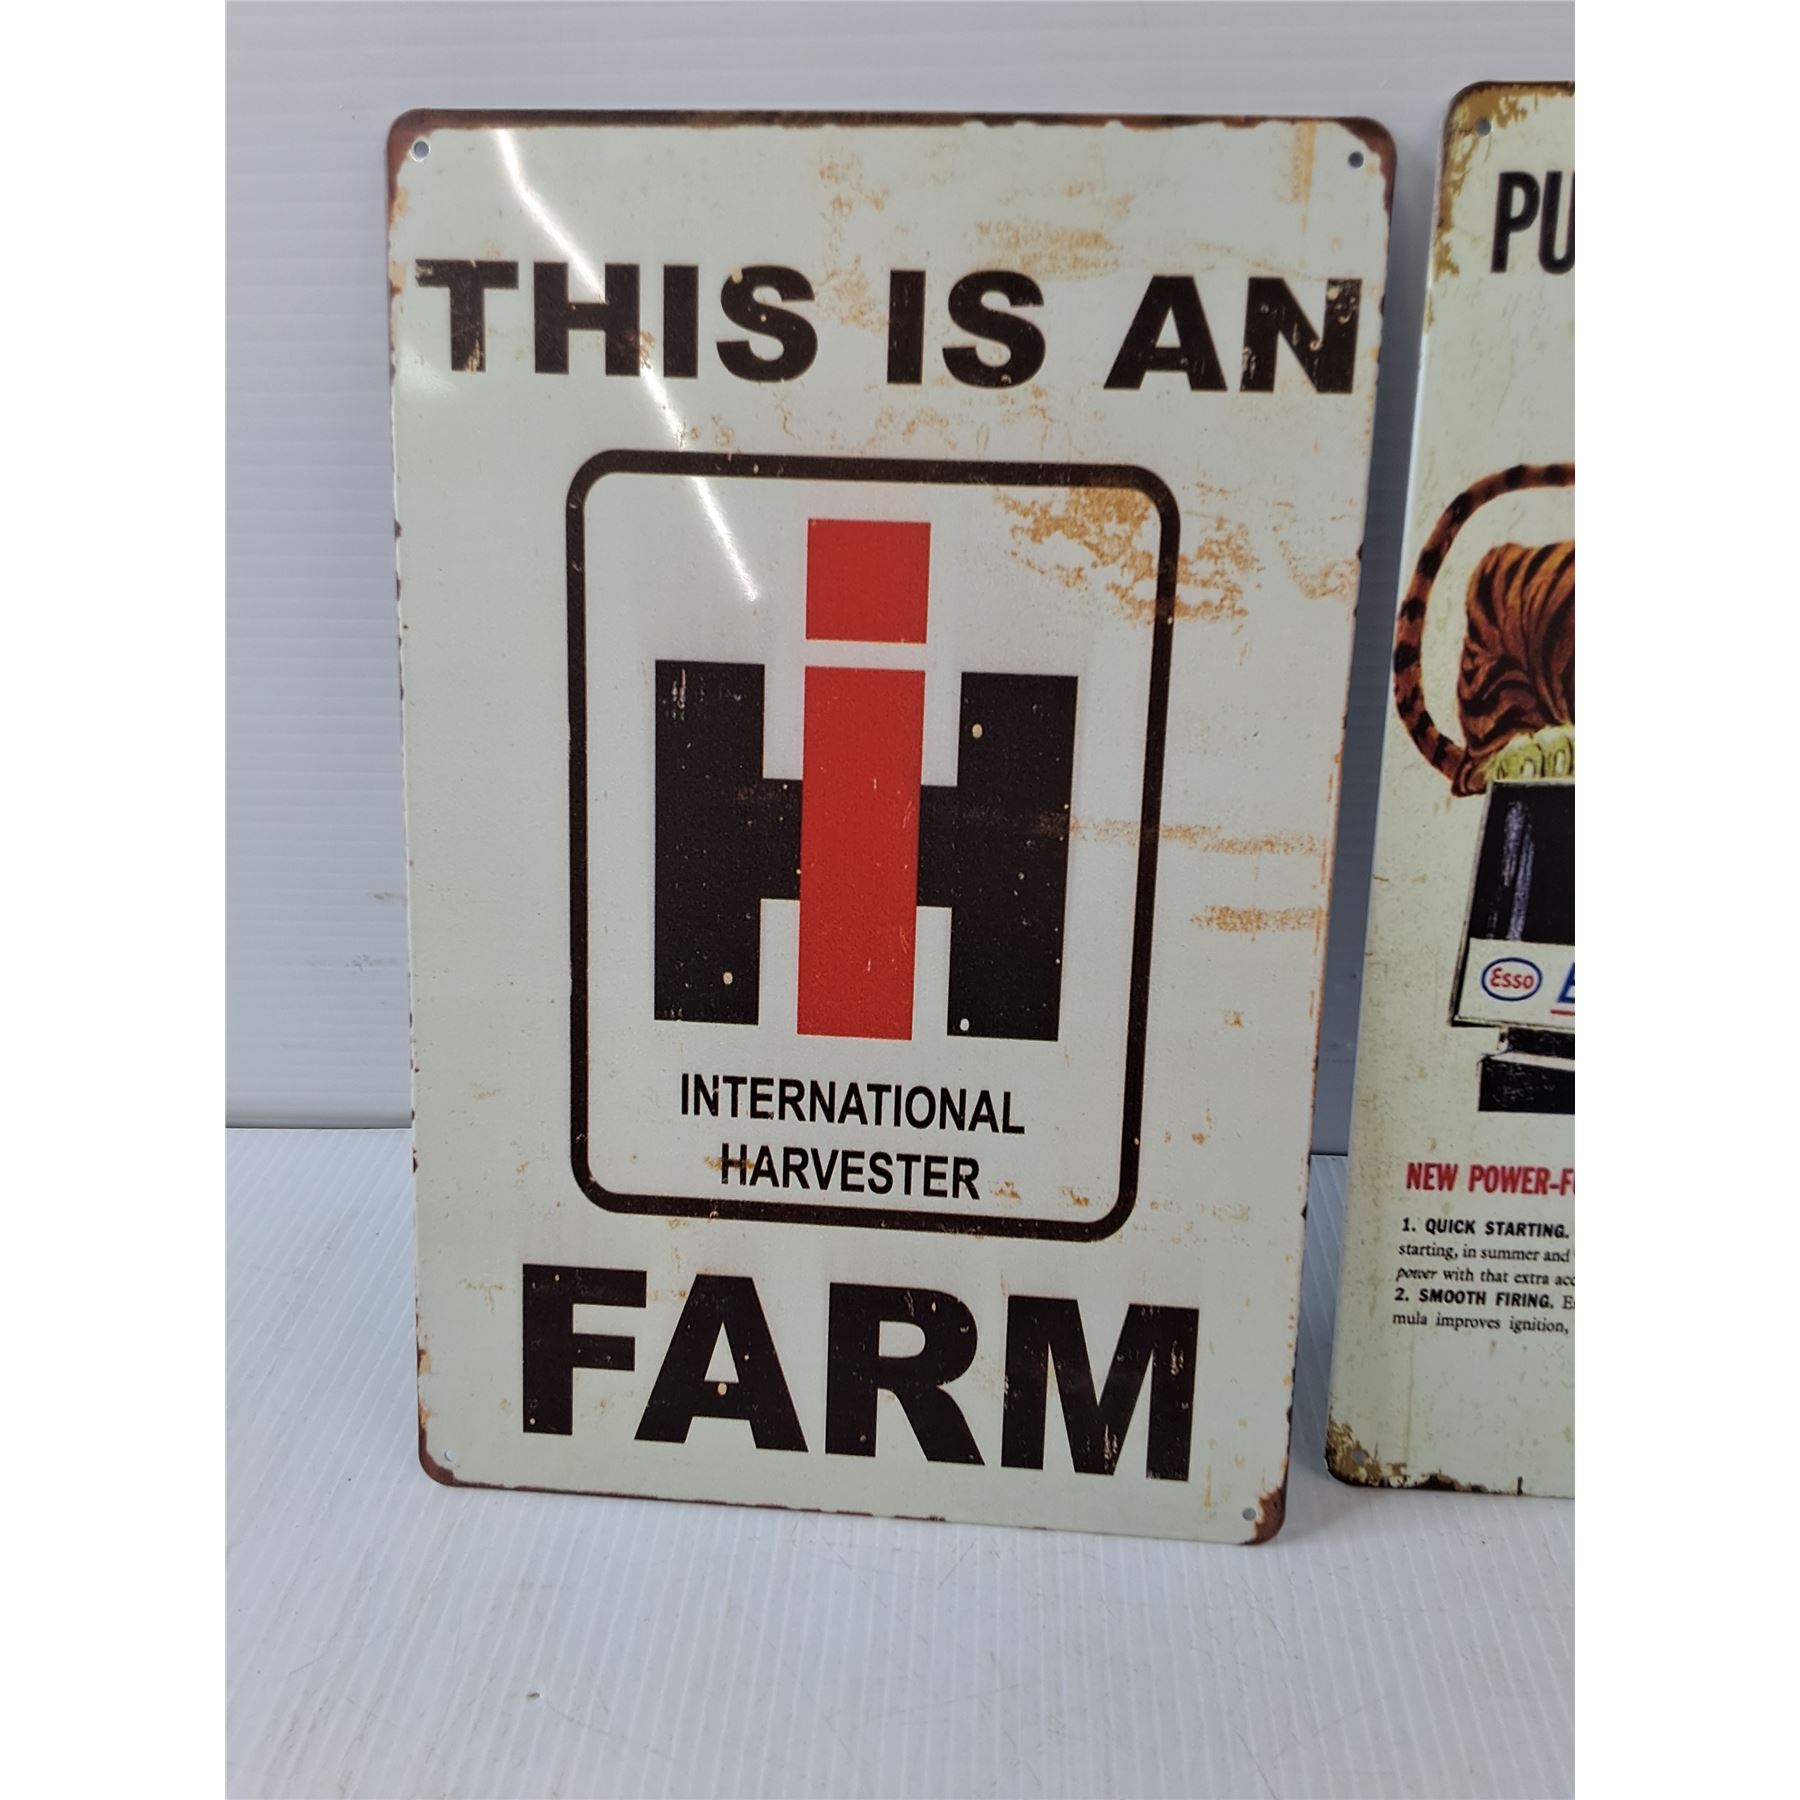 THIS IS AN
IH
INTERNATIONAL
HARVESTER
FARM
PU
Esso
NEW POWER-F
1. QUICK STARTING.
starting, in summer and
power with that extra
2. SMOOTH FIRING.
mula improves ignition,